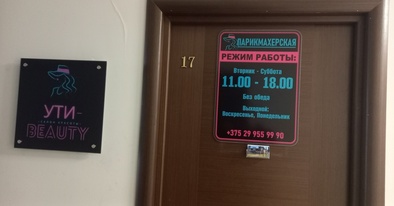 УТИ-
BEAUTY
17
ПАРИКМАХЕРСКАЯ
РЕЖИМ РАБОТЫ:
Вторник - Суббота
11.00 - 18.00
Без обеда
Выходной:
Воскресенье, Понедельник
+375 29 955 99 90